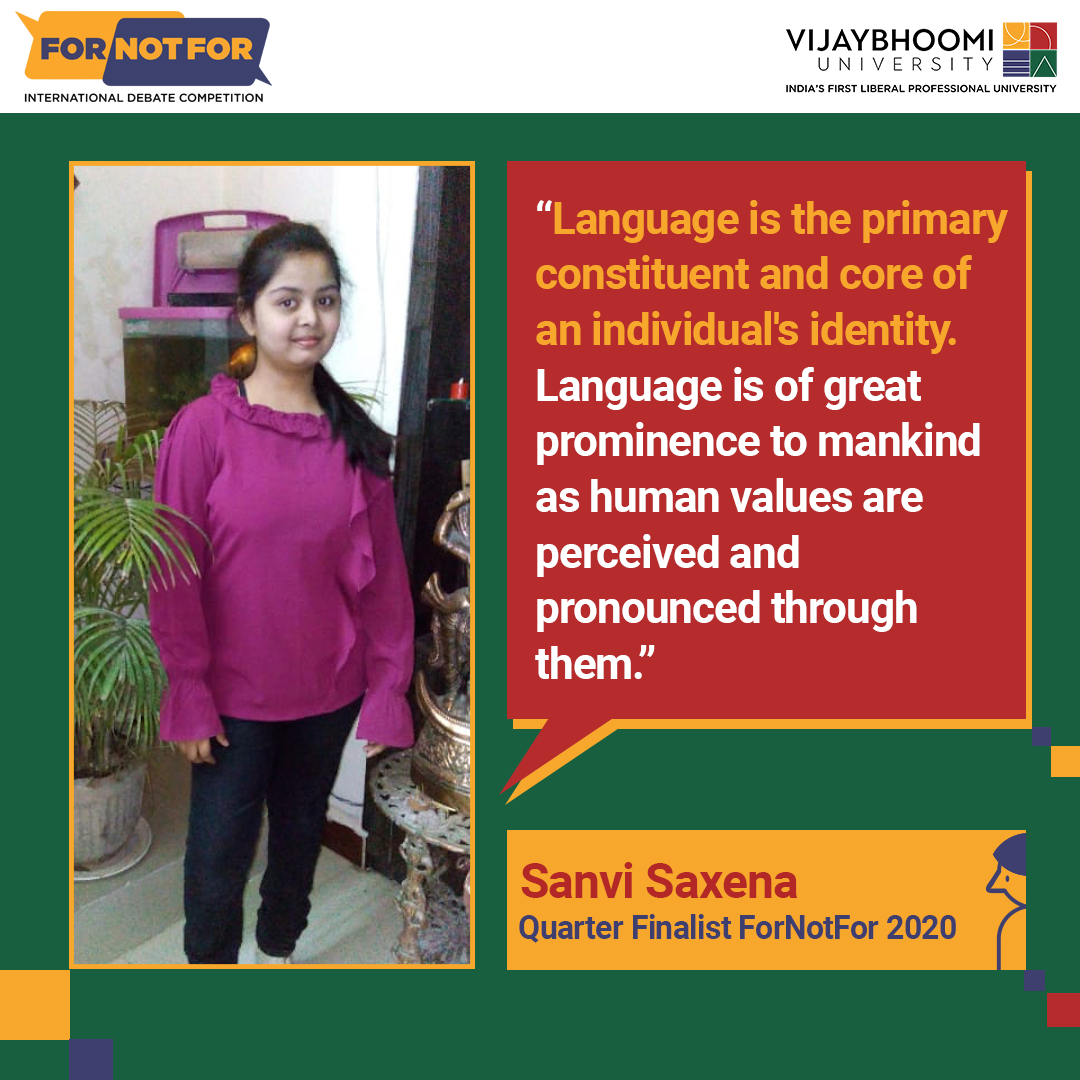 FOR NOT FOR
INTERNATIONAL DEBATE COMPETITION
VIJAYBHOOMI
UNIVERSITY
INDIA'S FIRST LIBERAL PROFESSIONAL UNIVERSITY
“Language is the primary
constituent and core of
an individual's identity.
Language is of great
prominence to mankind
as human values are
perceived and
pronounced through
them.”
Sanvi Saxena
Quarter Finalist ForNotFor 2020